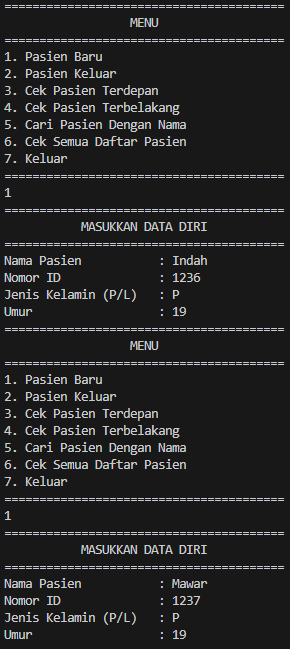 ========================================
MENU
========================================
1. Pasien Baru
2. Pasien Keluar
3. Cek Pasien Terdepan
4. Cek Pasien Terbelakang
5. Cari Pasien Dengan Nama
6. Cek Semua Daftar Pasien
7. Keluar
========================================
1
========================================
MASUKKAN DATA DIRI
========================================
Nama Pasien : Indah
Nomor ID : 1236
Jenis Kelamin (P/L) : P
Umur : 19
========================================
MENU
========================================
1. Pasien Baru
2. Pasien Keluar
3. Cek Pasien Terdepan
4. Cek Pasien Terbelakang
5. Cari Pasien Dengan Nama
6. Cek Semua Daftar Pasien
7. Keluar
========================================
1
========================================
MASUKKAN DATA DIRI
========================================
Nama Pasien : Mawar
Nomor ID : 1237
Jenis Kelamin (P/L) : P
Umur : 19